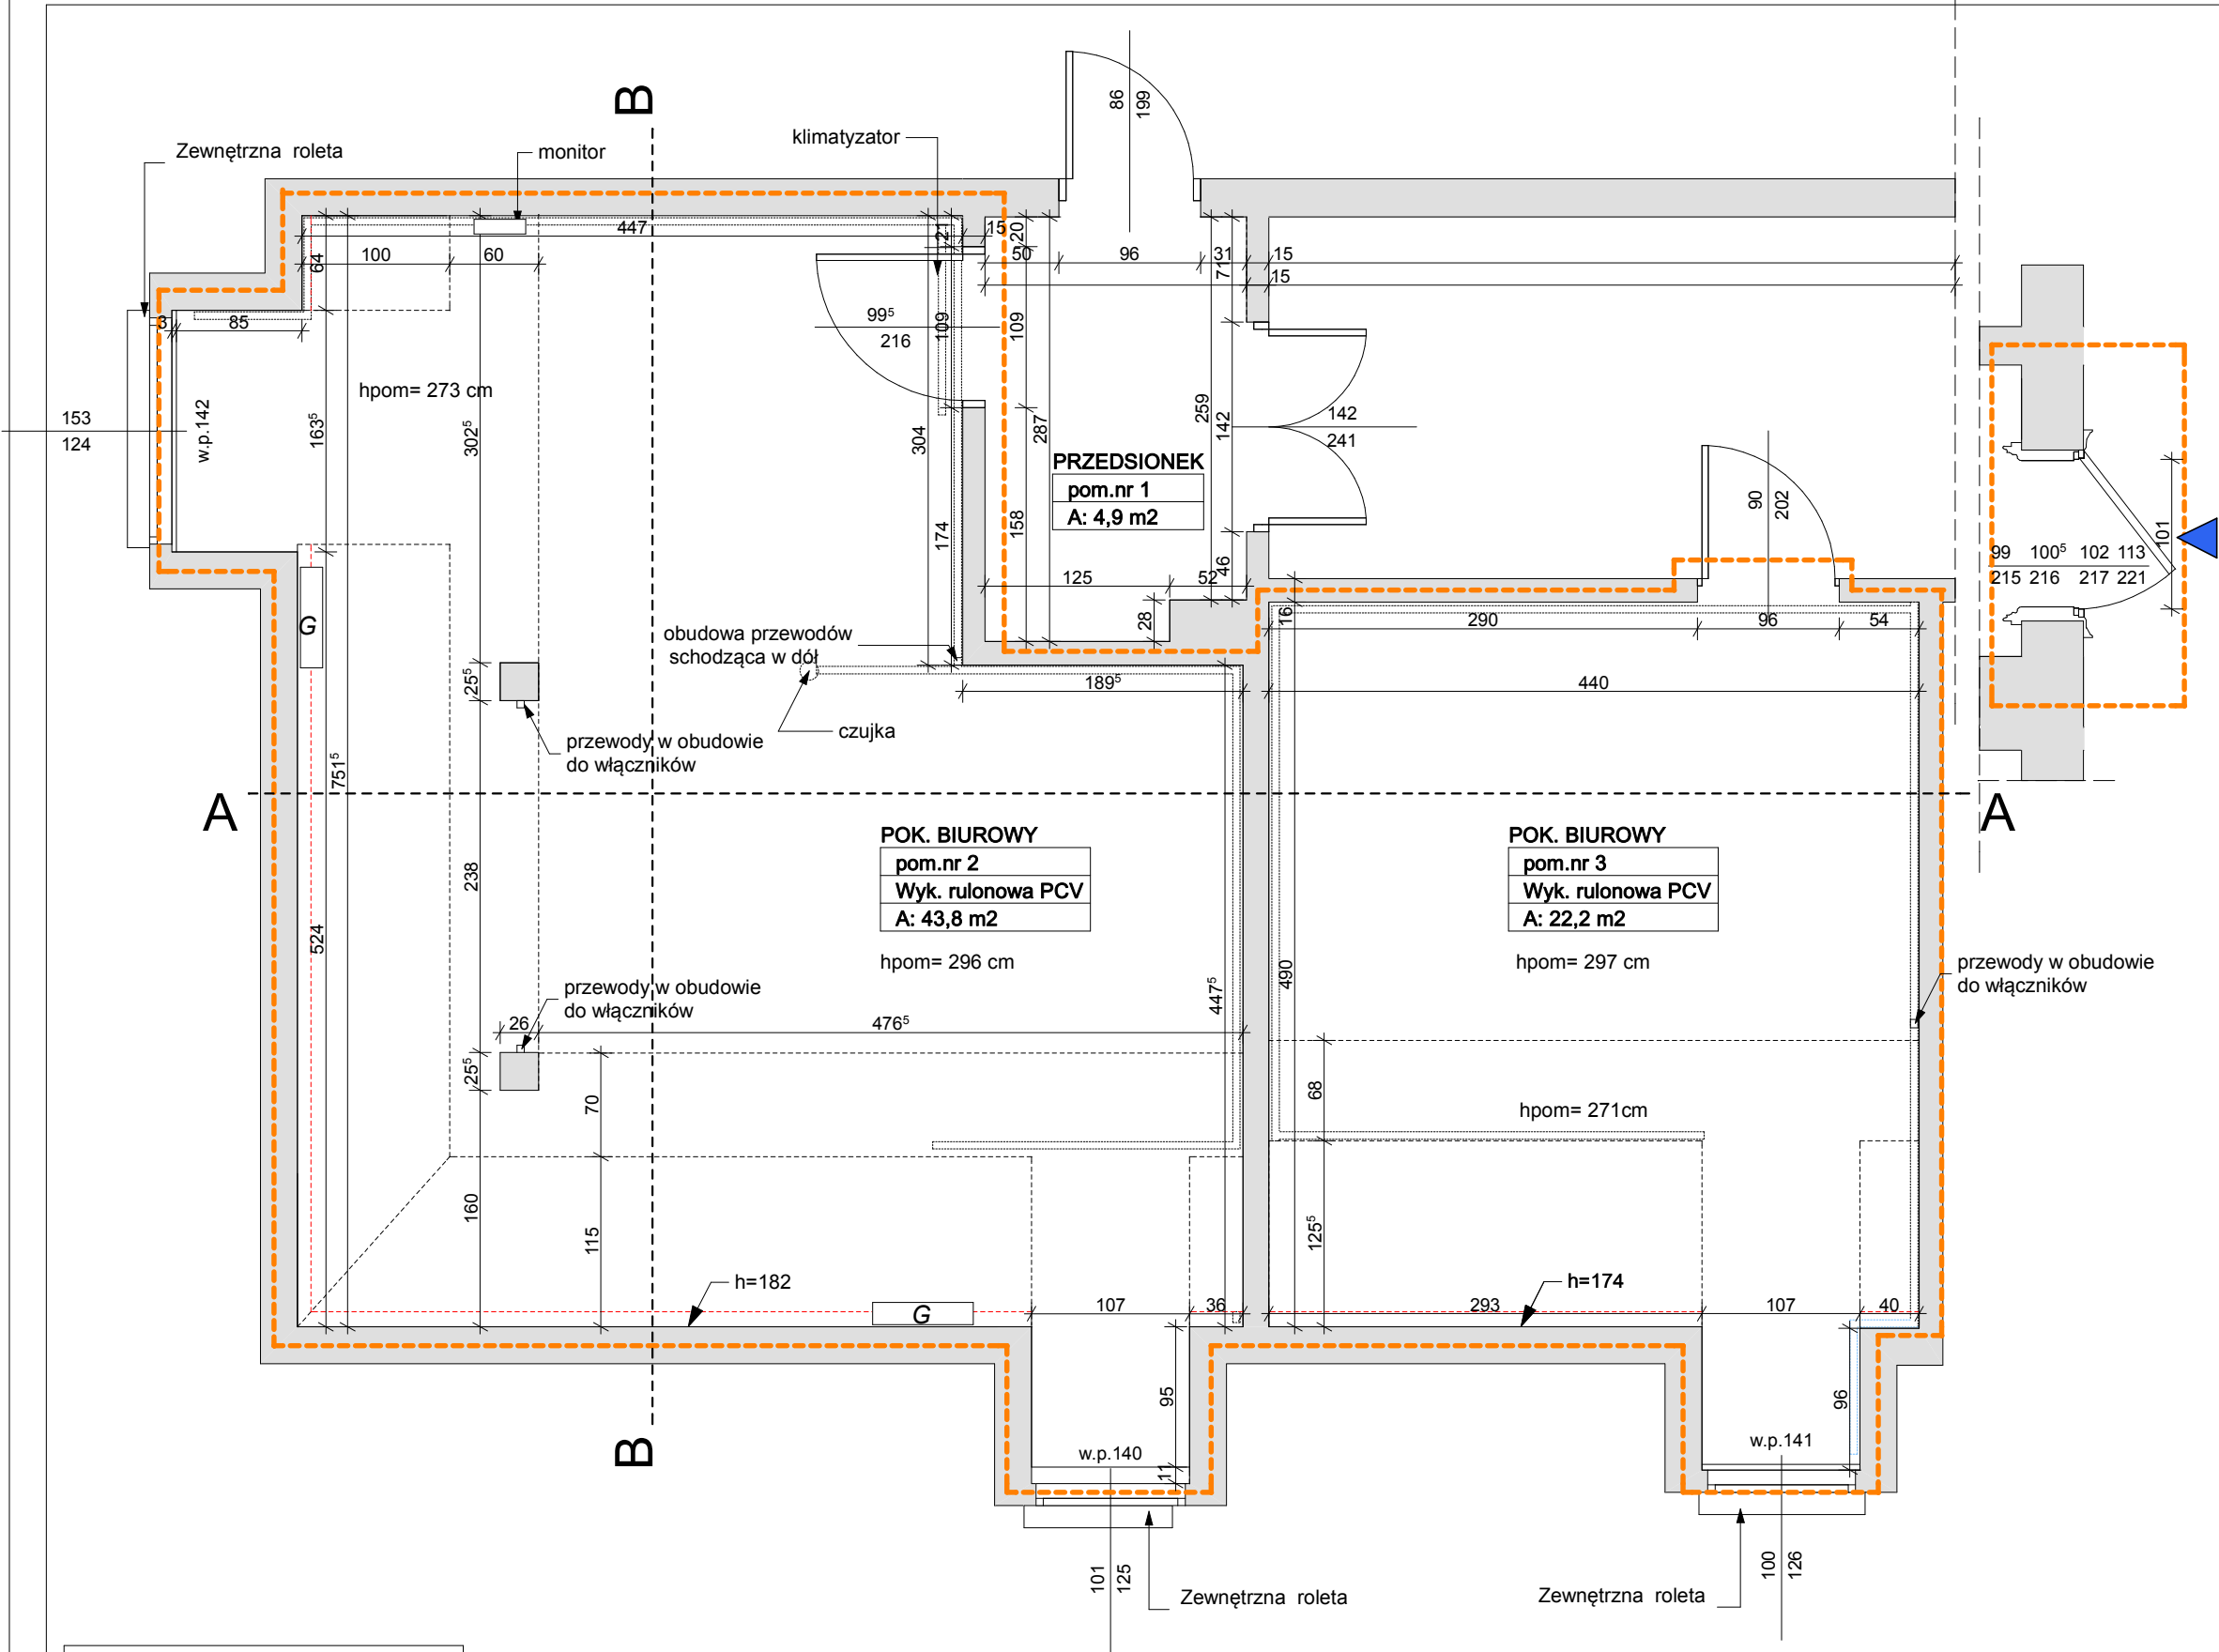 B
86
199
klimatyzator
Zewnętrzna  roleta
monitor
447
21
15
20
100
60
50
96
31
15
64
71
15
3
85
99⁵
216
109
109
153
124
w.p.142
hpom= 273 cm
163⁵
302⁵
304
287
259
142
142
241
PRZEDSIONEK
pom.nr 1
A: 4,9 m2
174
158
46
90
202
101
99
100⁵
102
113
215
216
217
221
125
52
28
16
G
obudowa przewodów
schodząca w dół
290
96
54
25⁵
189⁵
440
czujka
przewody w obudowie
do włączników
751⁵
A
A
POK. BIUROWY
pom.nr 2
Wyk. rulonowa PCV
A: 43,8 m2
hpom= 296 cm
POK. BIUROWY
pom.nr 3
Wyk. rulonowa PCV
A: 22,2 m2
hpom= 297 cm
238
524
przewody w obudowie
do włączników
przewody w obudowie
do włączników
447⁵
490
26
476⁵
25⁵
70
68
hpom= 271cm
160
115
125⁵
h=182
h=174
G
107
36
293
107
40
95
96
B
w.p.140
w.p.141
11
101
125
100
126
Zewnętrzna  roleta
Zewnętrzna  roleta